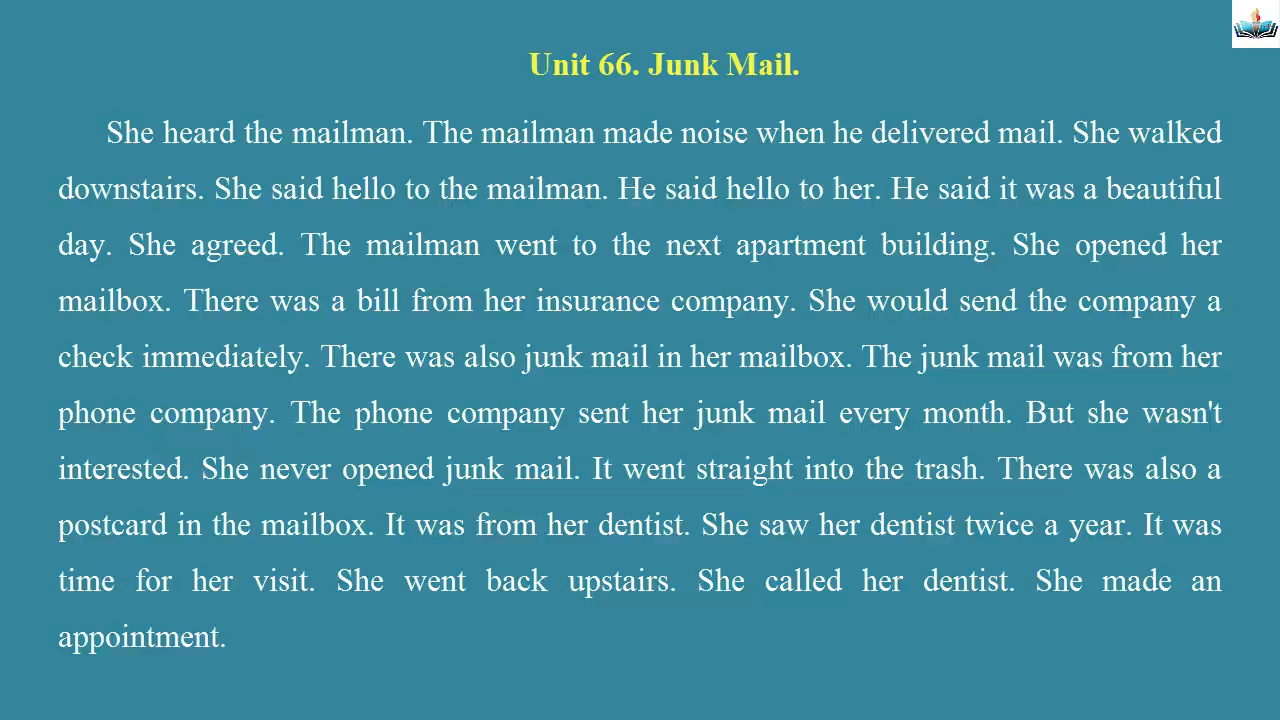 Unit 66. Junk Mail.
She heard the mailman. The mailman made noise when he delivered mail. She walked
downstairs. She said hello to the mailman. He said hello to her. He said it was a beautiful
day. She agreed. The mailman went to the next apartment building. She opened her
mailbox. There was a bill from her insurance company. She would send the company a
check immediately. There was also junk mail in her mailbox. The junk mail was from her
phone company. The phone company sent her junk mail every month. But she wasn't
interested. She never opened junk mail. It went straight into the trash. There was also a
postcard in the mailbox. It was from her dentist. She saw her dentist twice a year. It was
time for her visit. She went back upstairs. She called her dentist. She made an
appointment.